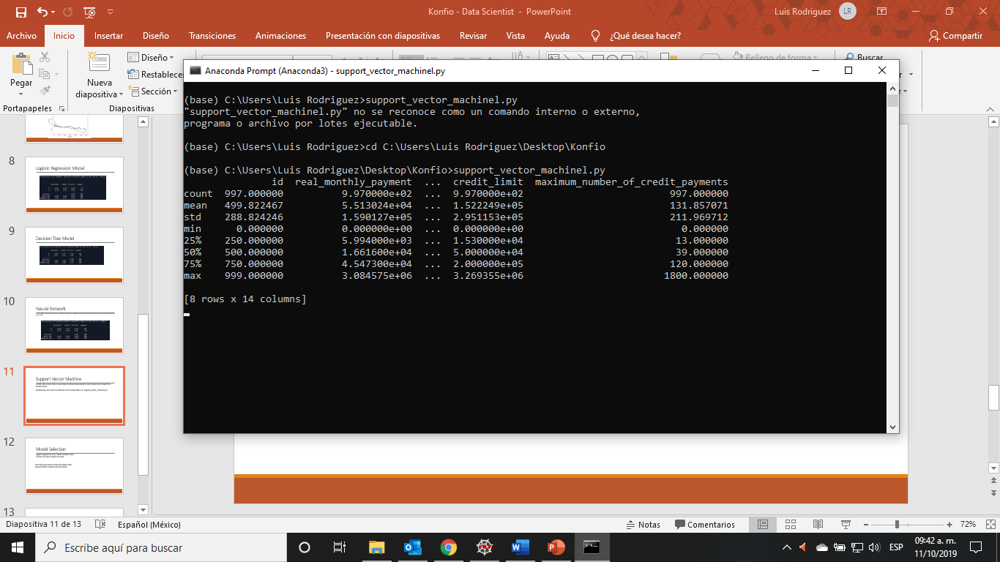 Konfio - Data Scientist - PowerPoint
Luis Rodriguez LR
Archivo Inicio Insertar Diseño Transiciones Animaciones Presentación con diapositivas Revisar Vista Ayuda ¿Qué desea hacer? Compartir
Pegar
Portapapeles
Nueva
diapositiva
Diseño
Restablecer
Sección
Diapositivas
Relleno de forma
Buscar
Anaconda Prompt (Anaconda3) - support_vector_machinel.py
(base) C:\Users\Luis Rodriguez>support_vector_machinel.py
"support_vector_machinel.py" no se reconoce como un comando interno o externo,
programa o archivo por lotes ejecutable.
(base) C:\Users\Luis Rodriguez>cd C:\Users\Luis Rodriguez\Desktop\Konfio
(base) C:\Users\Luis Rodriguez\Desktop\Konfio>support_vector_machinel.py
id real_monthly_payment ... credit_limit maximum_number_of_credit_payments
count 997.000000 9.970000e+02 ... 9.970000e+02 997.000000
mean 499.822467 5.513024e+04 ... 1.522249e+05 131.857071
std 288.824246 1.590127e+05 ... 2.951153e+05 211.969712
min 0.000000 0.000000e+00 ... 0.000000e+00 0.000000
25% 250.000000 5.994000e+03 ... 1.530000e+04 13.000000
50% 500.000000 1.661600e+04 ... 5.000000e+04 39.000000
75% 750.000000 4.547300e+04 ... 2.000000e+05 120.000000
max 999.000000 3.084575e+06 ... 3.269355e+06 1800.000000
[8 rows x 14 columns]
8
Logistic Regression Model
9
Decision Tree Model
10
Neural Network
11
Support Vector Machine
12
Model Selection
13
Diapositiva 11 de 13 Español (México) Notas Comentarios 72%
Escribe aquí para buscar
ESP
09:42 a. m.
11/10/2019